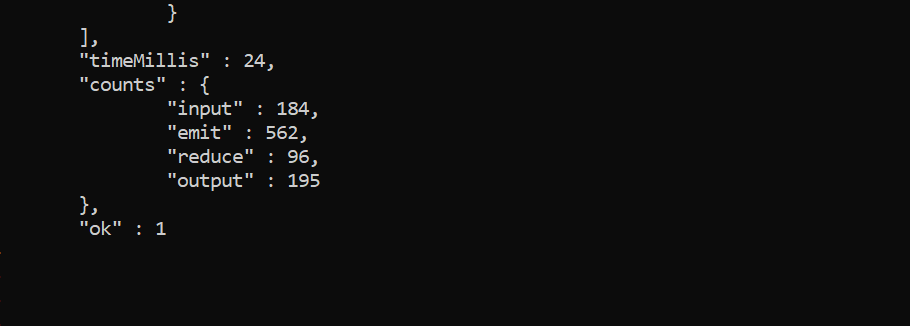 }
],
"timeMillis" : 24,
"counts" : {
"input" : 184,
"emit" : 562,
"reduce" : 96,
"output" : 195
},
"ok" : 1